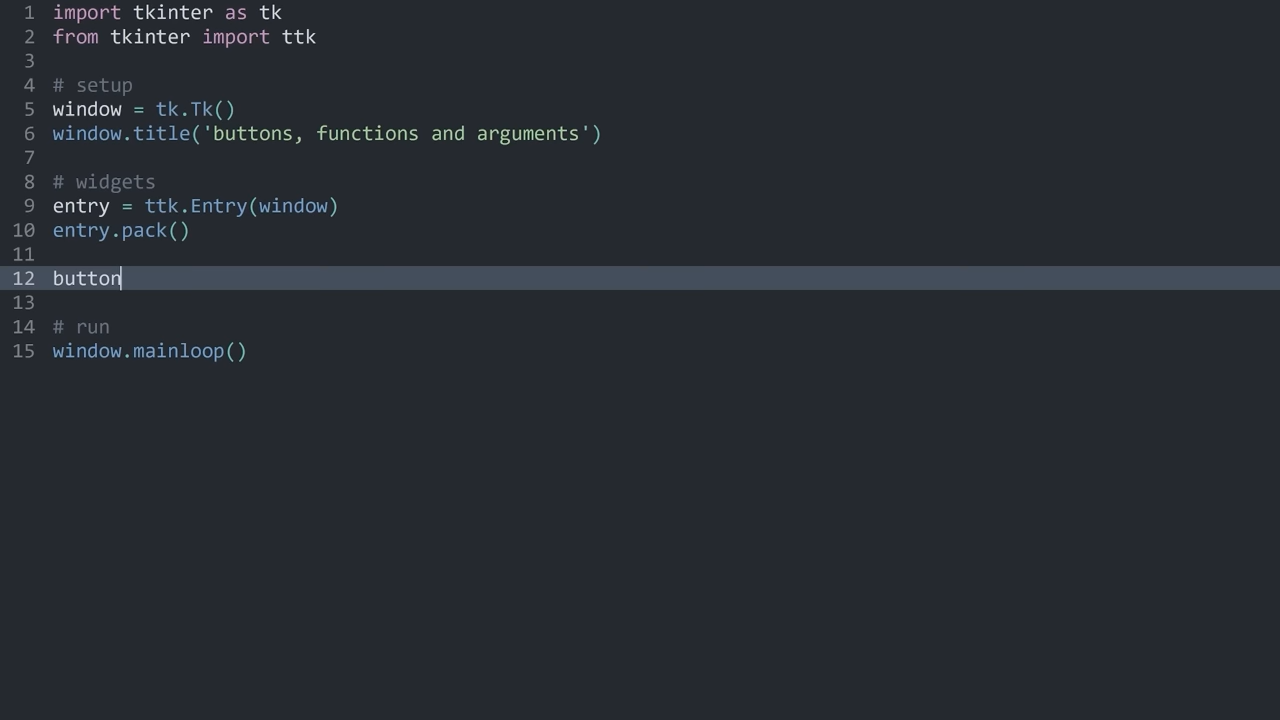 1 import tkinter as tk
2 from tkinter import ttk
3
4 # setup
5 window = tk.Tk()
6 window.title('buttons, functions and arguments')
7
8 # widgets
9 entry = ttk.Entry(window)
10 entry.pack()
11
12 button
13
14 # run
15 window.mainloop()